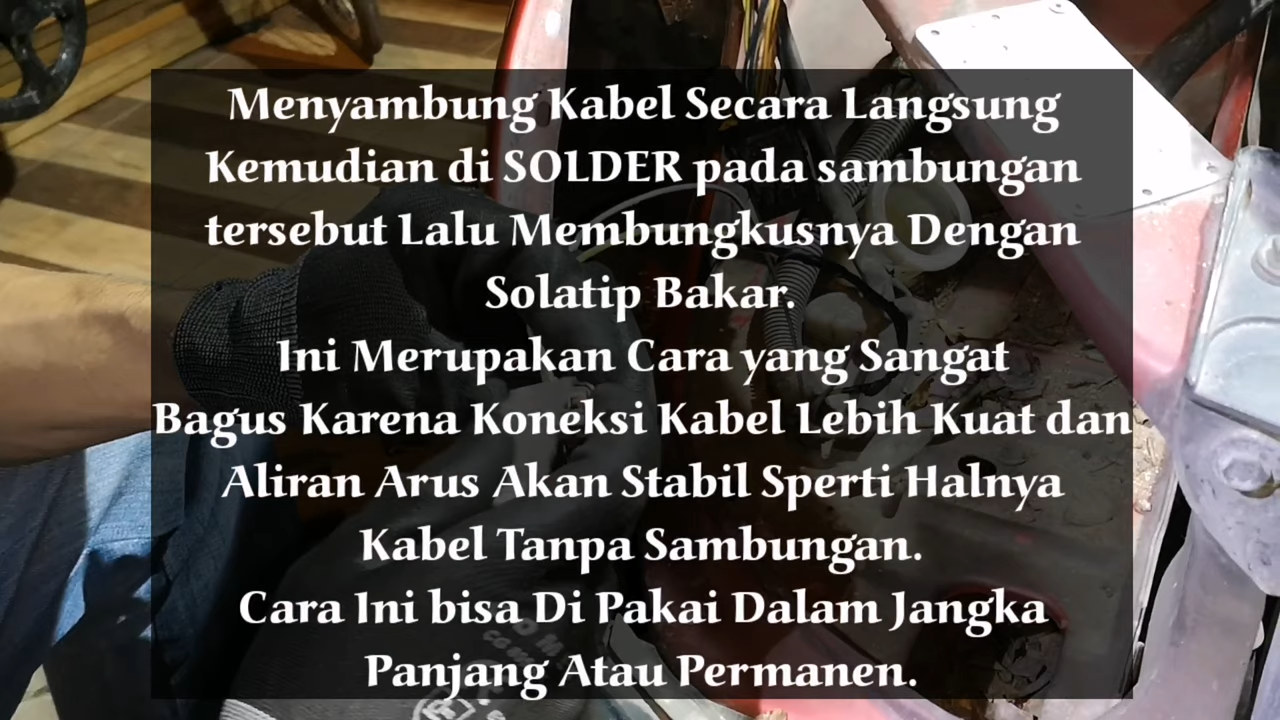 Menyambung Kabel Secara Langsung
Kemudian di SOLDER pada sambungan
tersebut Lalu Membungkusnya Dengan
Solatip Bakar.
Ini Merupakan Cara yang Sangat
Bagus Karena Koneksi Kabel Lebih Kuat dan
Aliran Arus Akan Stabil Sperti Halnya
Kabel Tanpa Sambungan.
Cara Ini bisa Di Pakai Dalam Jangka
Panjang Atau Permanen.